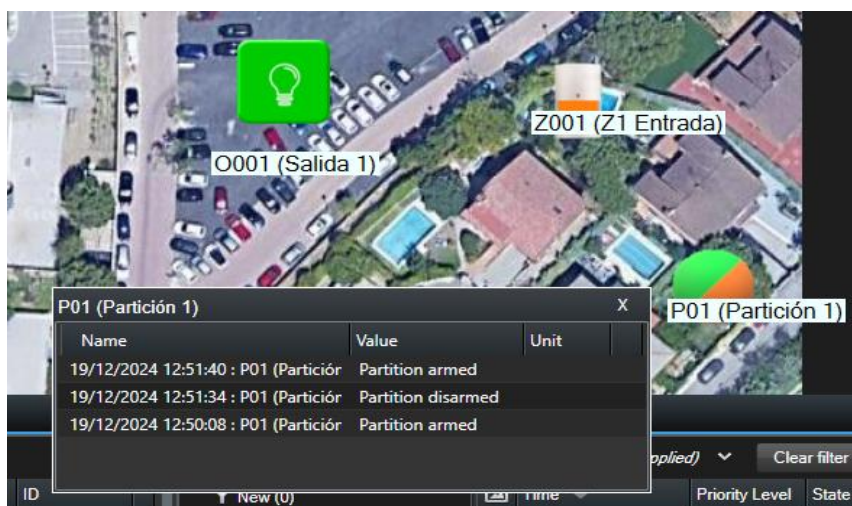 Z001 (Z1 Entrada)
O001 (Salida 1)
P01 (Partición 1)
P01 (Partición 1) X
Name Value Unit
19/12/2024 12:51:40 : P01 (Particiór Partition armed
19/12/2024 12:51:34 : P01 (Particiór Partition disarmed
19/12/2024 12:50:08 : P01 (Particiór Partition armed
pplied) Clear filter
ID New (0) Time Priority Level State